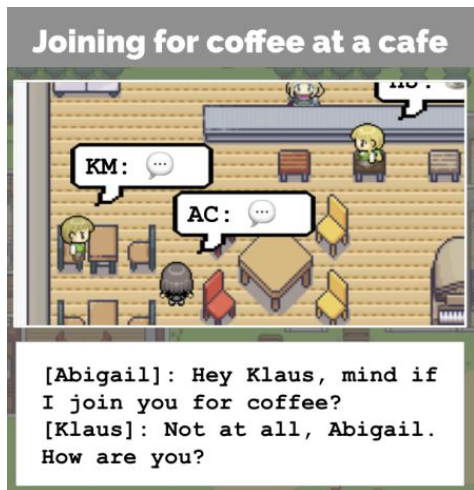 Joining for coffee at a cafe
KM:
AC:
[Abigail]: Hey Klaus, mind if
I join you for coffee?
[Klaus]: Not at all, Abigail.
How are you?